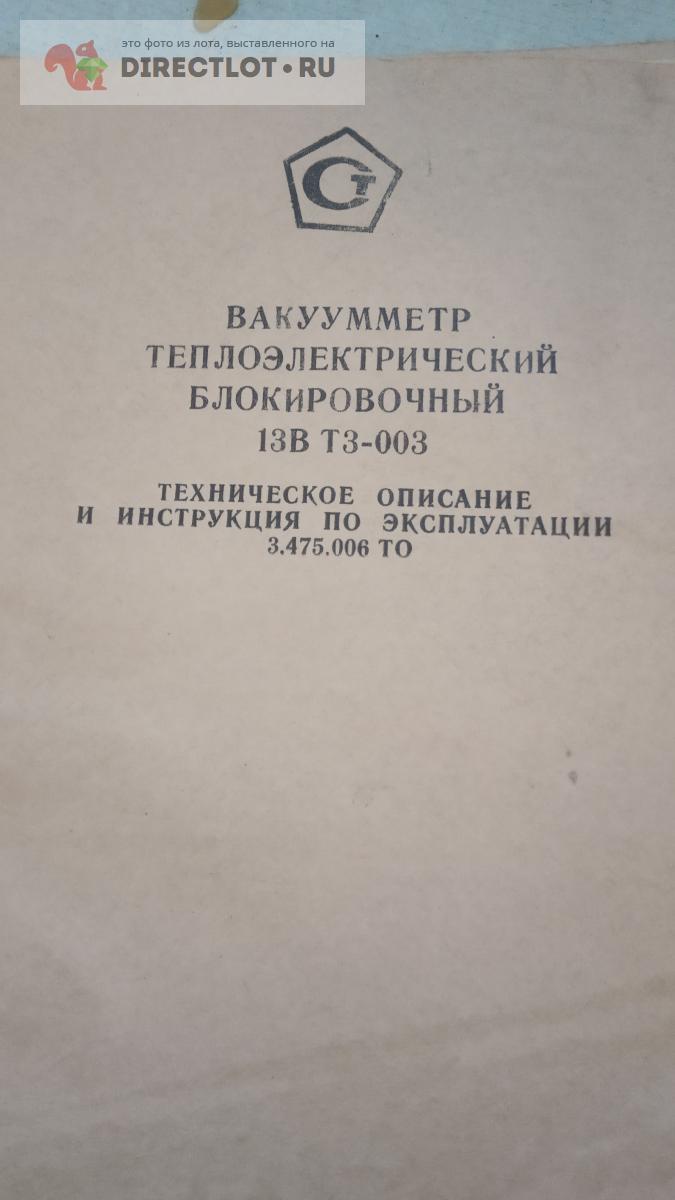 это фото из лота, выставленного на
DIRECTLOT•RU
Ст
ВАКУУММЕТР
ТЕПЛОЭЛЕКТРИЧЕСКИЙ
БЛОКИРОВОЧНЫЙ
13В Т3-003
ТЕХНИЧЕСКОЕ ОПИСАНИЕ
И ИНСТРУКЦИЯ ПО ЭКСПЛУАТАЦИИ
3.475.006 ТО